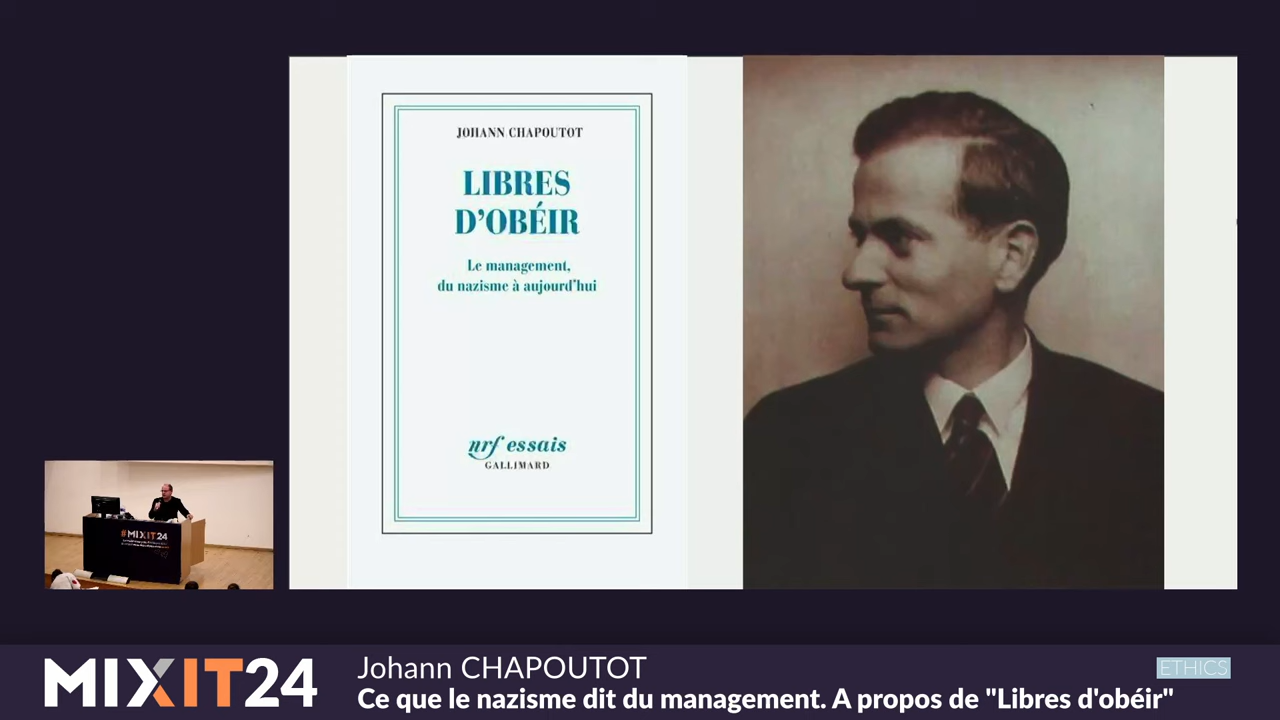 JOHANN CHAPOUTOT
LIBRES
D'OBÉIR
Le management,
du nazisme à aujourd'hui
nrf essais
GALLIMARD
#MIXIT24
MIXIT24
Johann CHAPOUTOT
ETHICS
Ce que le nazisme dit du management. A propos de "Libres d'obéir"